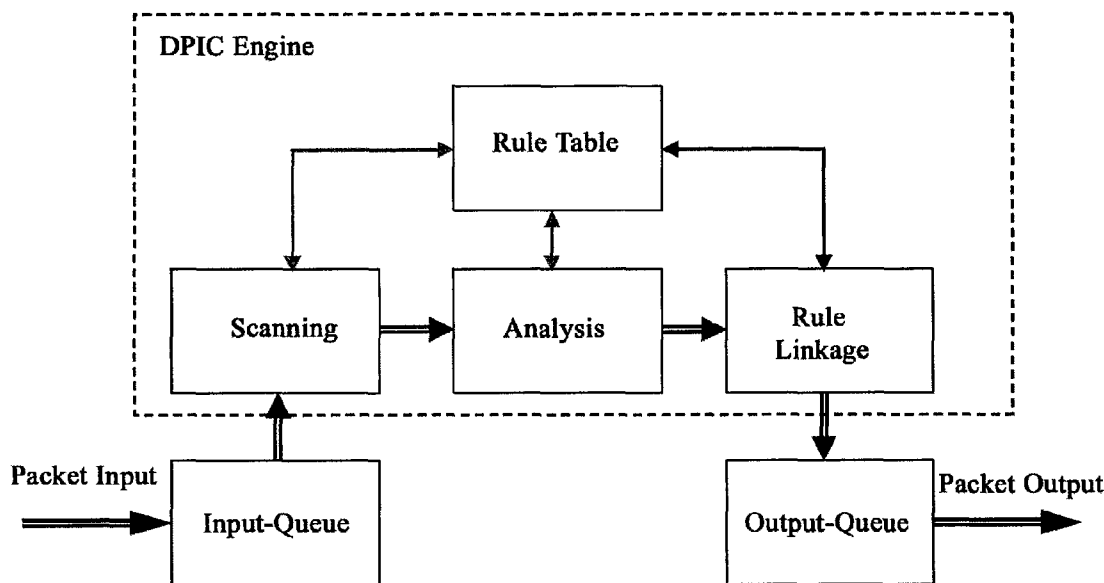 DPIC Engine
Rule Table
Scanning
Analysis
Rule
Linkage
Packet Input
Input-Queue
Output-Queue
Packet Output